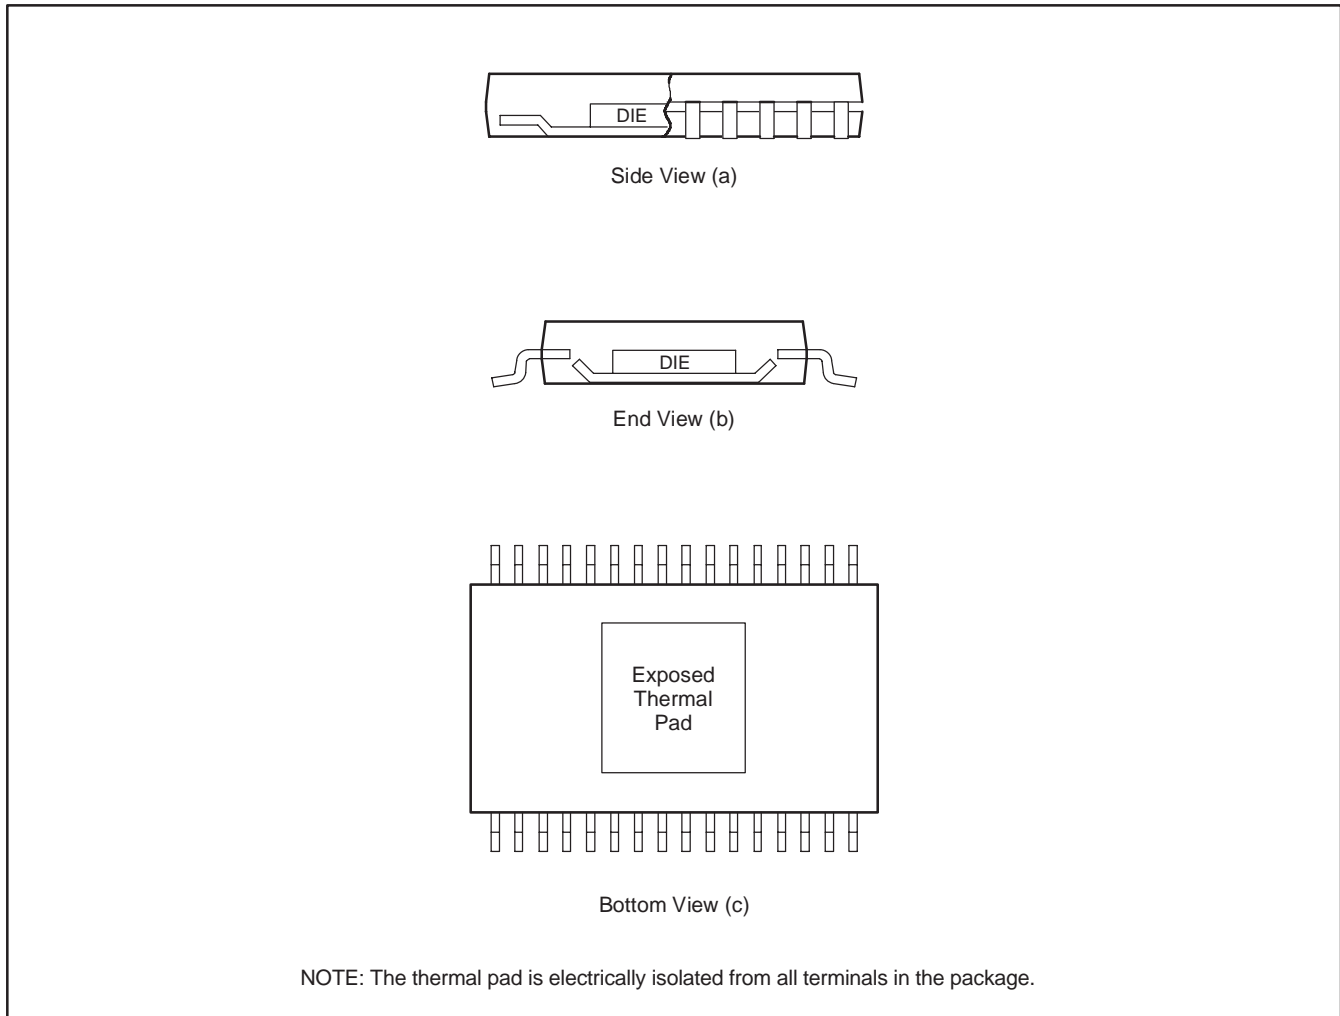 DIE
Side View (a)
DIE
End View (b)
Exposed
Thermal
Pad
Bottom View (c)
NOTE: The thermal pad is electrically isolated from all terminals in the package.